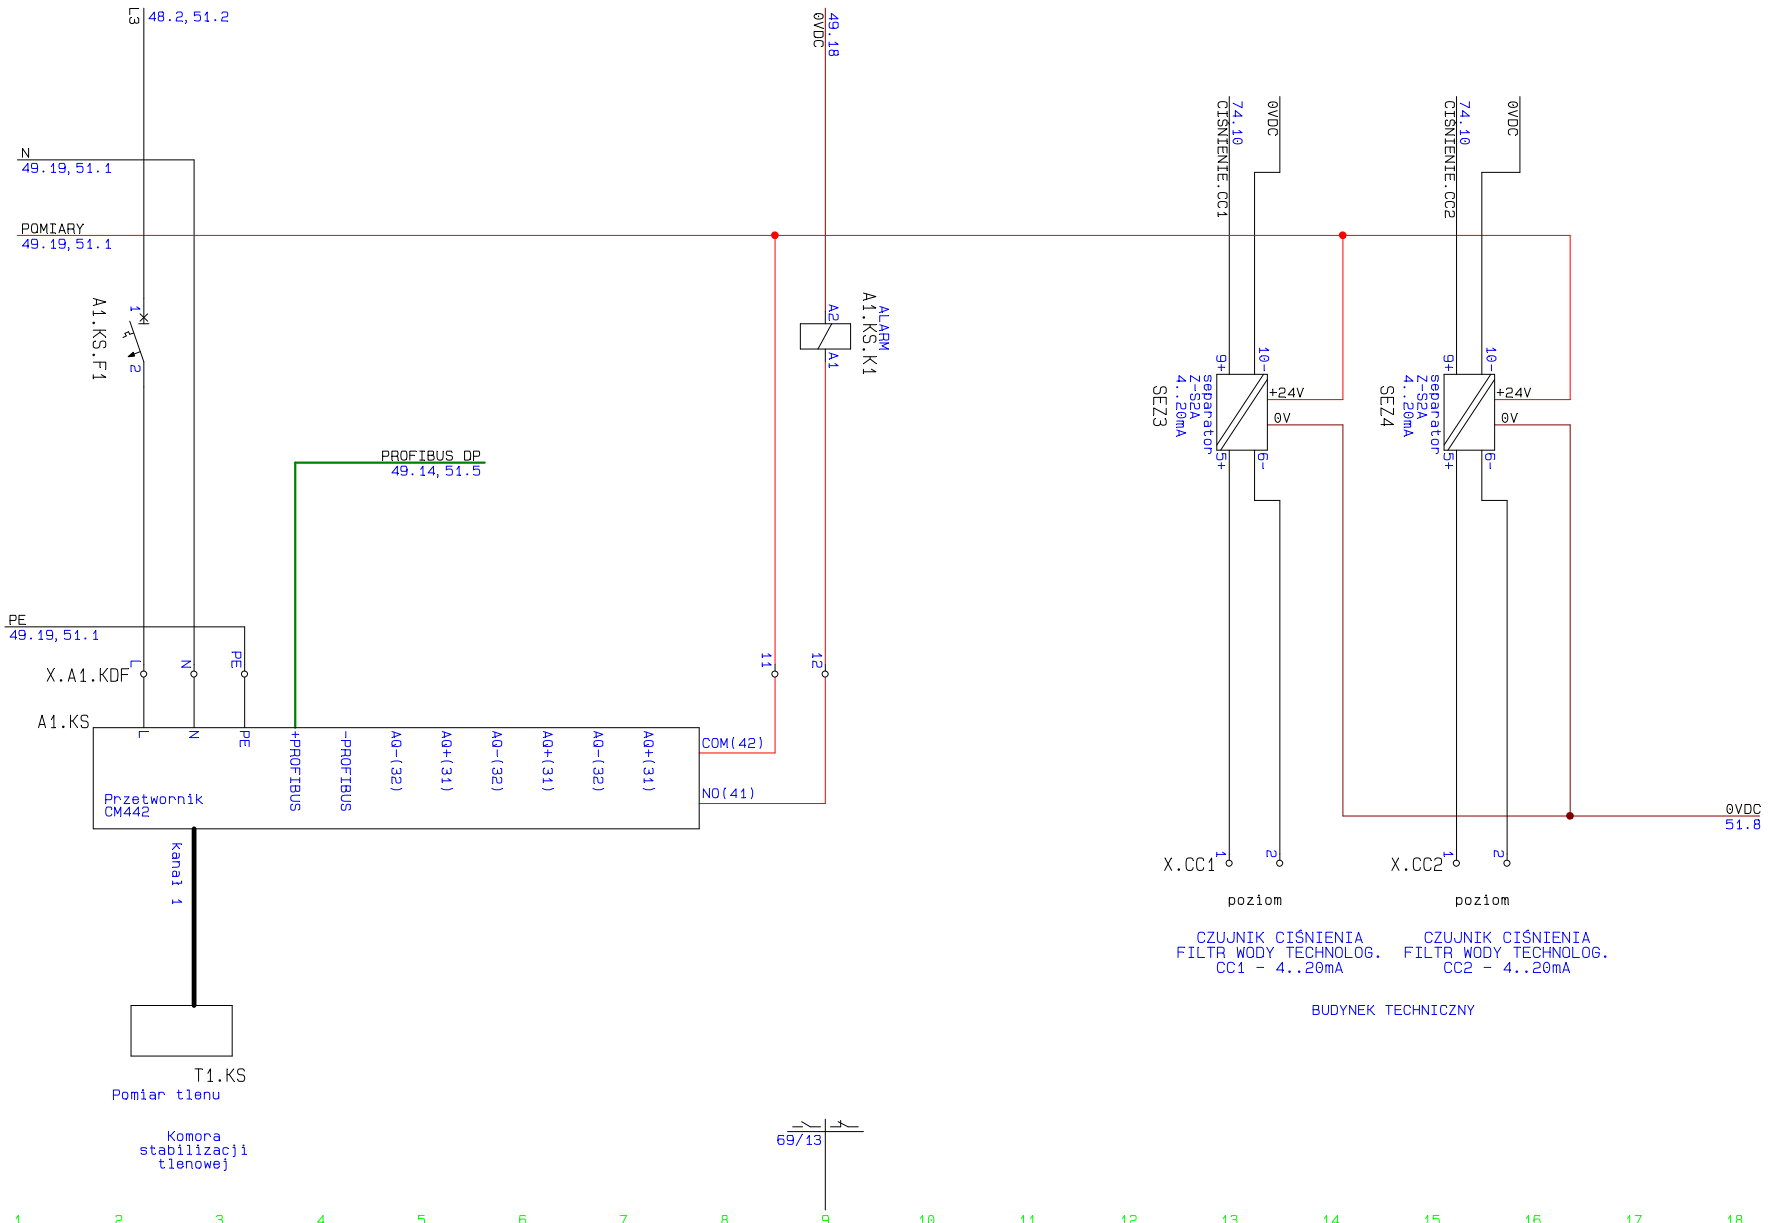 L3
48.2,51.2
0VDC
49.18
CIŚNIENIE.CC1
74.10
0VDC
CIŚNIENIE.CC2
74.10
0VDC
N
49.19,51.1
POMIARY
49.19,51.1
A1.KS.F1
1
2
A2
A1
A1.KS.K1
ALARM
9+
10-
SEZ3
separator
Z-S2A
4..20mA
+24V
0V
5+
6-
9+
10-
SEZ4
separator
Z-S2A
4..20mA
+24V
0V
5+
6-
PROFIBUS DP
49.14,51.5
PE
49.19,51.1
X.A1.KDF
L
N
PE
11
12
A1.KS
L
N
PE
+PROFIBUS
-PROFIBUS
AQ-(32)
AQ+(31)
AQ-(32)
AQ+(31)
AQ-(32)
AQ+(31)
COM(42)
NO(41)
Przetwornik
CM442
0VDC
51.8
kanał 1
X.CC1
1
2
X.CC2
1
2
poziom
poziom
CZUJNIK CIŚNIENIA
FILTR WODY TECHNOLOG.
CC1 - 4..20mA
CZUJNIK CIŚNIENIA
FILTR WODY TECHNOLOG.
CC2 - 4..20mA
BUDYNEK TECHNICZNY
T1.KS
Pomiar tlenu
Komora
stabilizacji
tlenowej
69/13
1 2 3 4 5 6 7 8 9 10 11 12 13 14 15 16 17 18